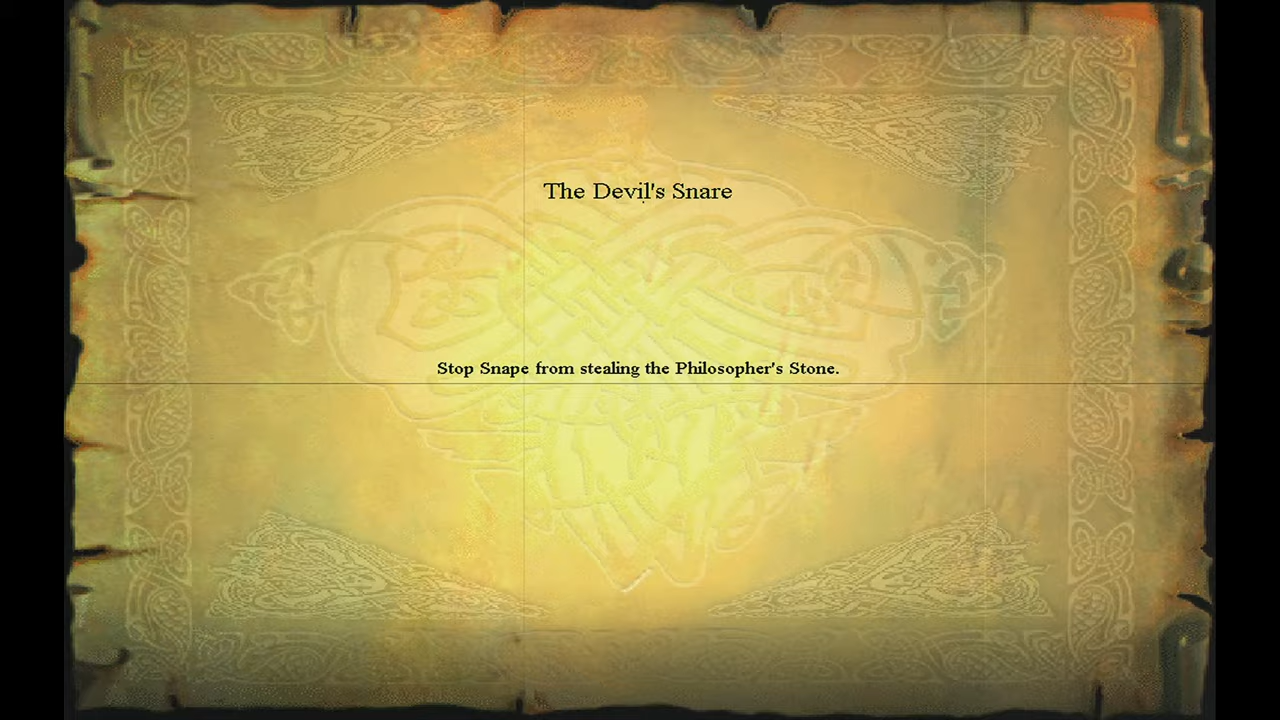 The Devil's Snare
Stop Snape from stealing the Philosopher's Stone.